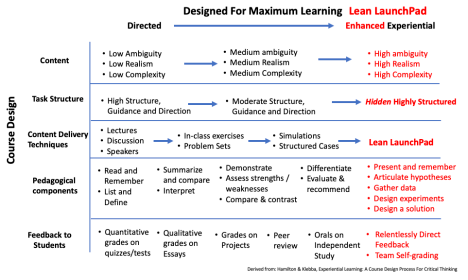 Designed For Maximum Learning Lean LaunchPad
Directed Enhanced Experiential
Course Design
Content
• Low Ambiguity
• Low Realism
• Low Complexity
• Medium ambiguity
• Medium Realism
• Medium Complexity
• High ambiguity
• High Realism
• High Complexity
Task Structure
• High Structure,
Guidance and Direction
• Moderate Structure,
Guidance and Direction
Hidden Highly Structured
Content Delivery
Techniques
• Lectures
• Discussion
• Speakers
• In-class exercises
• Problem Sets
• Simulations
• Structured Cases
Lean LaunchPad
Pedagogical
components
• Read and
Remember
• List and
Define
• Summarize
and compare
• Interpret
• Demonstrate
• Assess strengths /
weaknesses
• Compare & contrast
• Differentiate
• Evaluate &
recommend
• Present and remember
• Articulate hypotheses
• Gather data
• Design experiments
• Design a solution
Feedback to
Students
• Quantitative
grades on
quizzes/tests
• Qualitative
grades on
Essays
• Grades on
Projects
• Peer
review
• Orals on
Independent
Study
• Relentlessly Direct
Feedback
• Team Self-grading
Derived from: Hamilton & Klebba, Experiential Learning: A Course Design Process For Critical Thinking